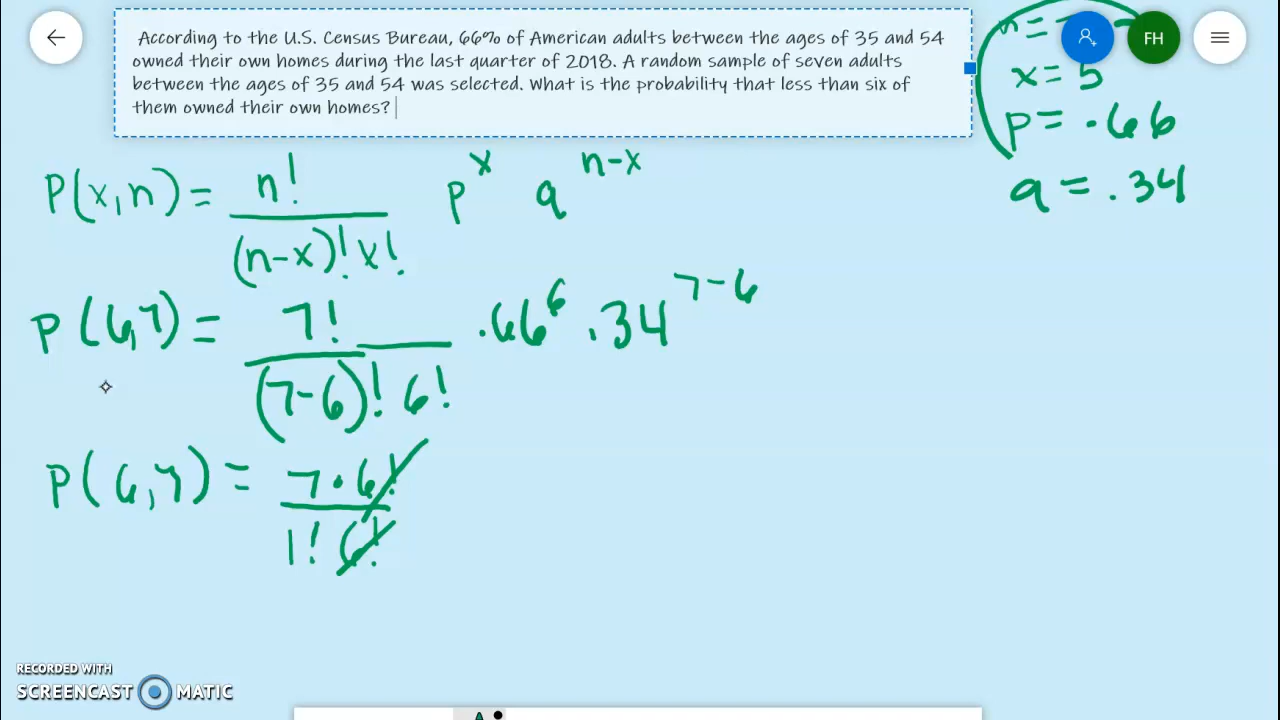 According to the U.S. Census Bureau, 66% of American adults between the ages of 35 and 54
owned their own homes during the last quarter of 2018. A random sample of seven adults
between the ages of 35 and 54 was selected. What is the probability that less than six of
them owned their own homes?
n =
FH
x = 5
p = .66
q = .34
P(x,n) = n! / (n-x)! x! p^x q^(n-x)
P(6,7) = 7! / (7-6)! 6! .66^6 .34^(7-6)
P(6,7) = 7·6! / 1! 6!
RECORDED WITH
SCREENCAST MATIC